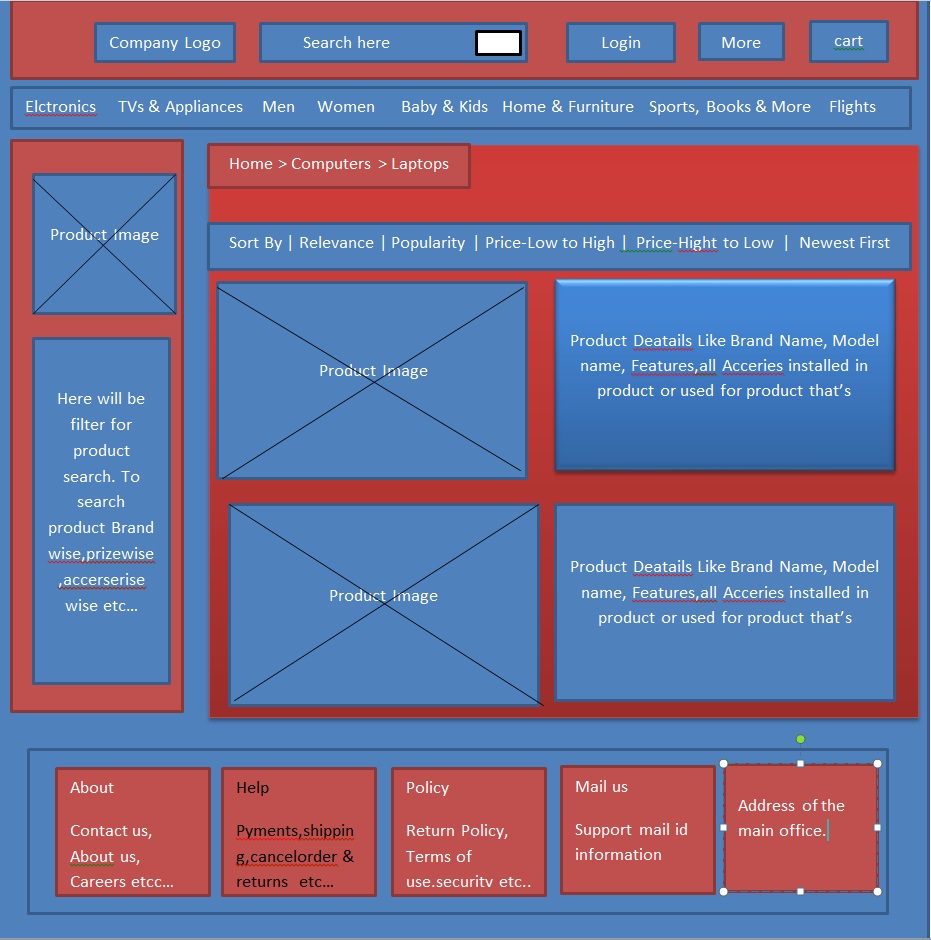 Company Logo
Search here
Login
More
cart
Elctronics TVs & Appliances Men Women Baby & Kids Home & Furniture Sports, Books & More Flights
Product Image
Here will be
filter for
product
search. To
search
product Brand
wise,prizewise
,accerserise
wise etc...
Home > Computers > Laptops
Sort By | Relevance | Popularity | Price-Low to High | Price-Hight to Low | Newest First
Product Image
Product Deatails Like Brand Name, Model
name, Features,all Acceries installed in
product or used for product that’s
Product Image
Product Deatails Like Brand Name, Model
name, Features,all Acceries installed in
product or used for product that’s
About
Contact us,
About us,
Careers etcc...
Help
Pyments,shippin
g,cancelorder &
returns etc...
Policy
Return Policy,
Terms of
use.security etc..
Mail us
Support mail id
information
Address of the
main office.